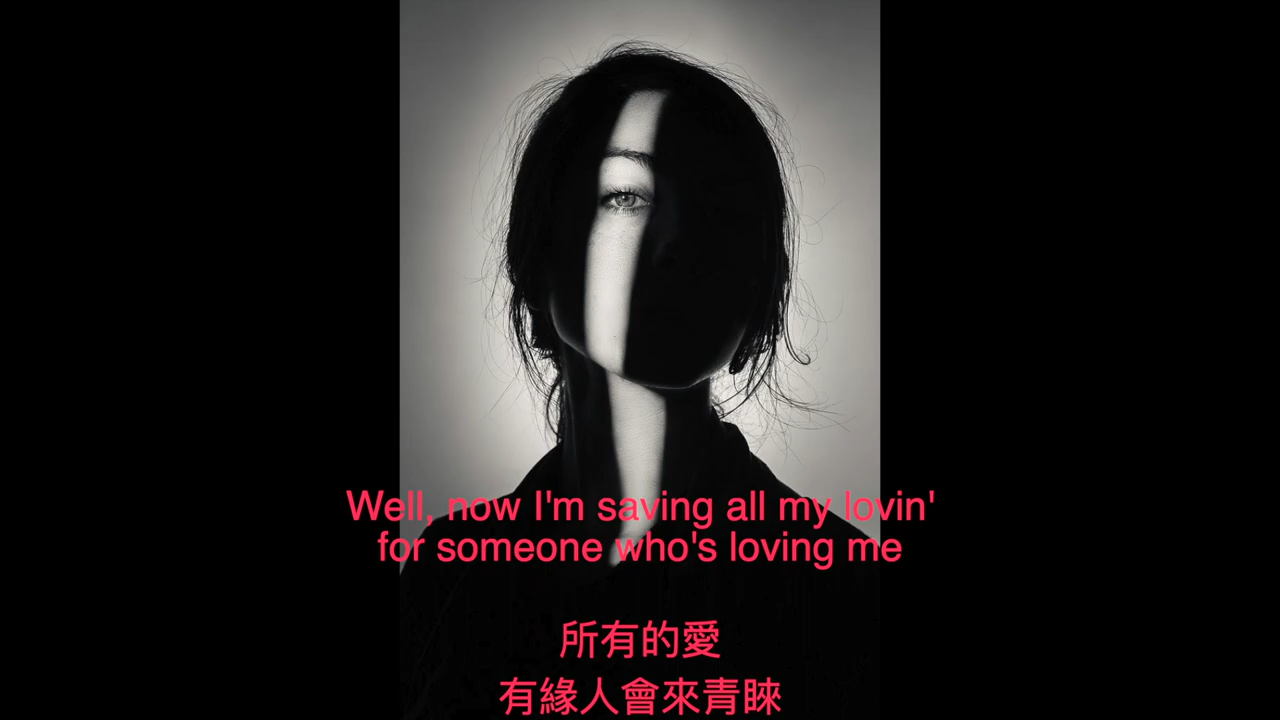 Well, now I'm saving all my lovin'
for someone who's loving me
所有的愛
有緣人會來青睞